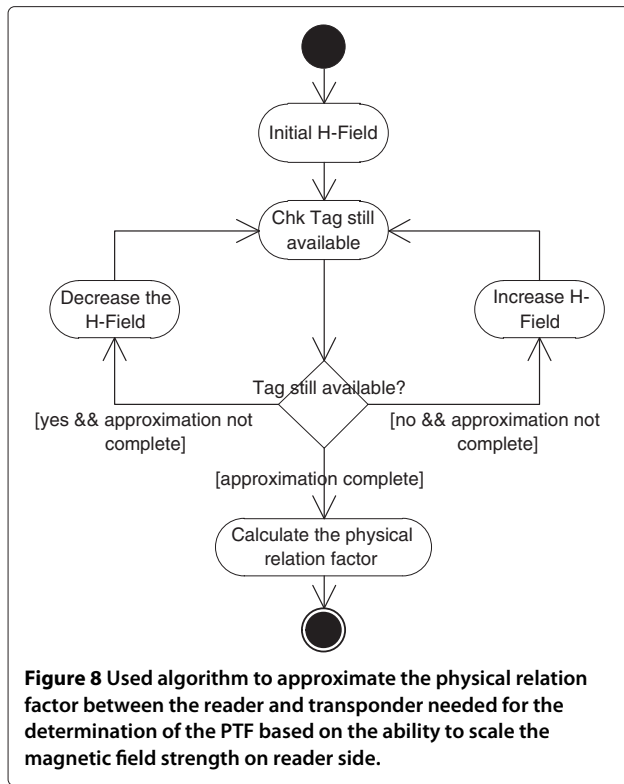 Initial H-Field
Chk Tag still
available
Decrease the
H-Field
Increase H-
Field
Tag still available?
[yes && approximation not
complete]
[no && approximation not
complete]
[approximation complete]
Calculate the physical
relation factor
Figure 8 Used algorithm to approximate the physical relation
factor between the reader and transponder needed for the
determination of the PTF based on the ability to scale the
magnetic field strength on reader side.